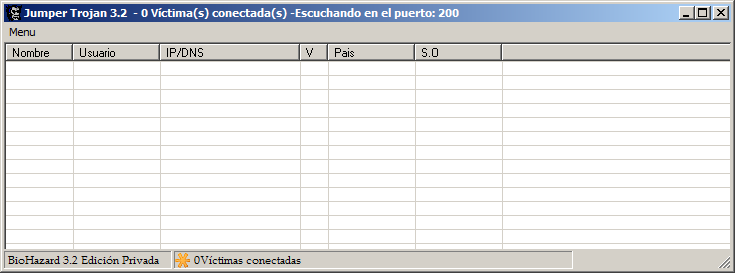 Jumper Trojan 3.2 - 0 Víctima(s) conectada(s) -Escuchando en el puerto: 200
Menu
Nombre Usuario IP/DNS V Pais S.O
BioHazard 3.2 Edición Privada 0Víctimas conectadas